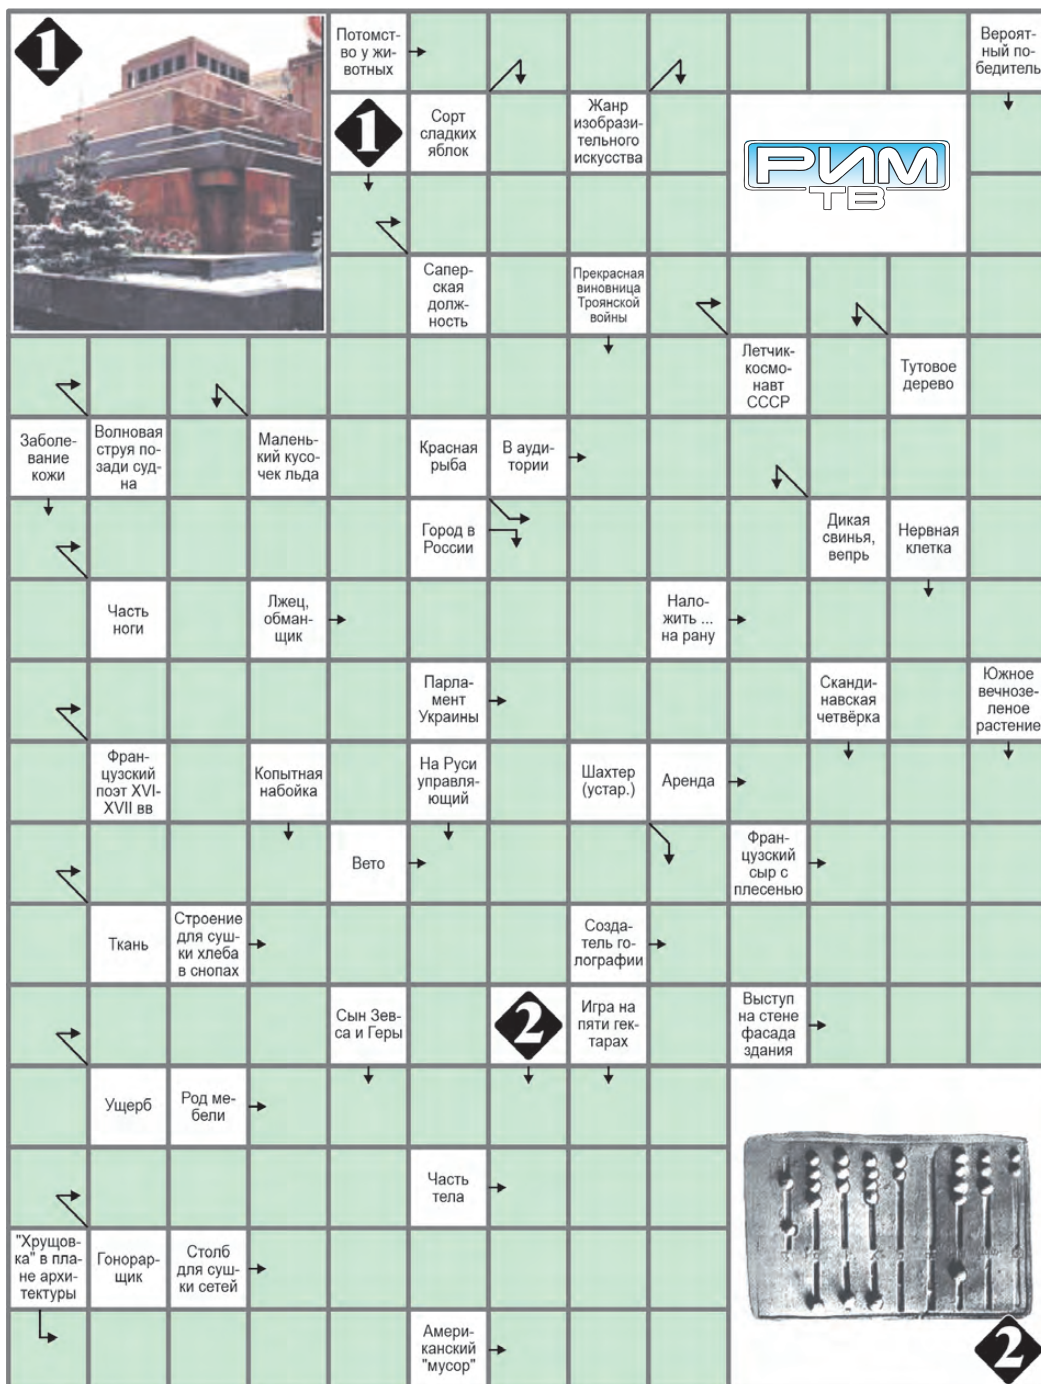 1
Потомст-
во у жи-
вотных
Вероят-
ный по-
бедитель
1
Сорт
сладких
яблок
Жанр
изобрази-
тельного
искусства
РИМ
ТВ
Сапер-
ская
долж-
ность
Прекрасная
виновница
Троянской
войны
Летчик-
космо-
навт
СССР
Тутовое
дерево
Заболе-
вание
кожи
Волновая
струя по-
зади суд-
на
Малень-
кий кусо-
чек льда
Красная
рыба
В ауди-
тории
Город в
России
Дикая
свинья,
вепрь
Нервная
клетка
Часть
ноги
Лжец,
обман-
щик
Нало-
жить ...
на рану
Парла-
мент
Украины
Сканди-
навская
четвёрка
Южное
вечнозе-
леное
растение
Фран-
цузский
поэт XVI-
XVII вв
Копытная
набойка
На Руси
управля-
ющий
Шахтер
(устар.)
Аренда
Вето
Фран-
цузский
сыр с
плесенью
Ткань
Строение
для суш-
ки хлеба
в снопах
Созда-
тель го-
лографии
Сын Зев-
са и Геры
2
Игра на
пяти гек-
тарах
Выступ
на стене
фасада
здания
Ущерб
Род ме-
бели
Часть
тела
"Хрущов-
ка" в пла-
не архи-
тектуры
Гонорар-
щик
Столб
для суш-
ки сетей
Амери-
канский
"мусор"
2